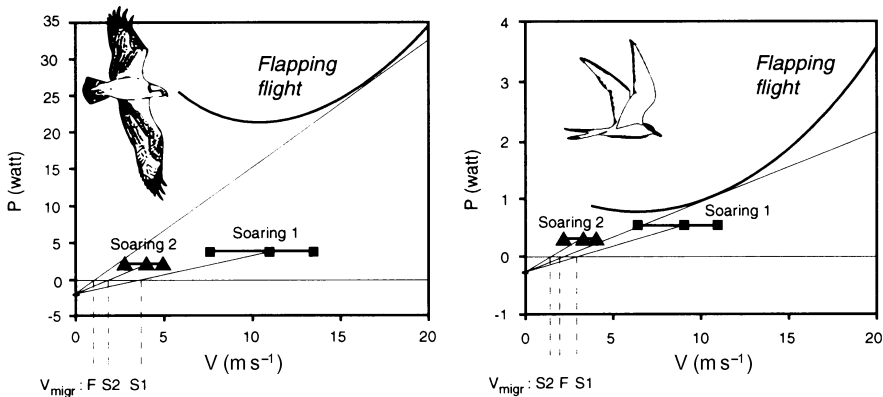 35
30
25
20
15
10
5
0
-5
P (watt)
Flapping
flight
Soaring 2
Soaring 1
0 5 10 15 20
V (m s⁻¹)
Vmigr : F S2 S1
4
3
2
1
0
-1
P (watt)
Flapping
flight
Soaring 2
Soaring 1
0 5 10 15 20
V (m s⁻¹)
Vmigr : S2 F S1